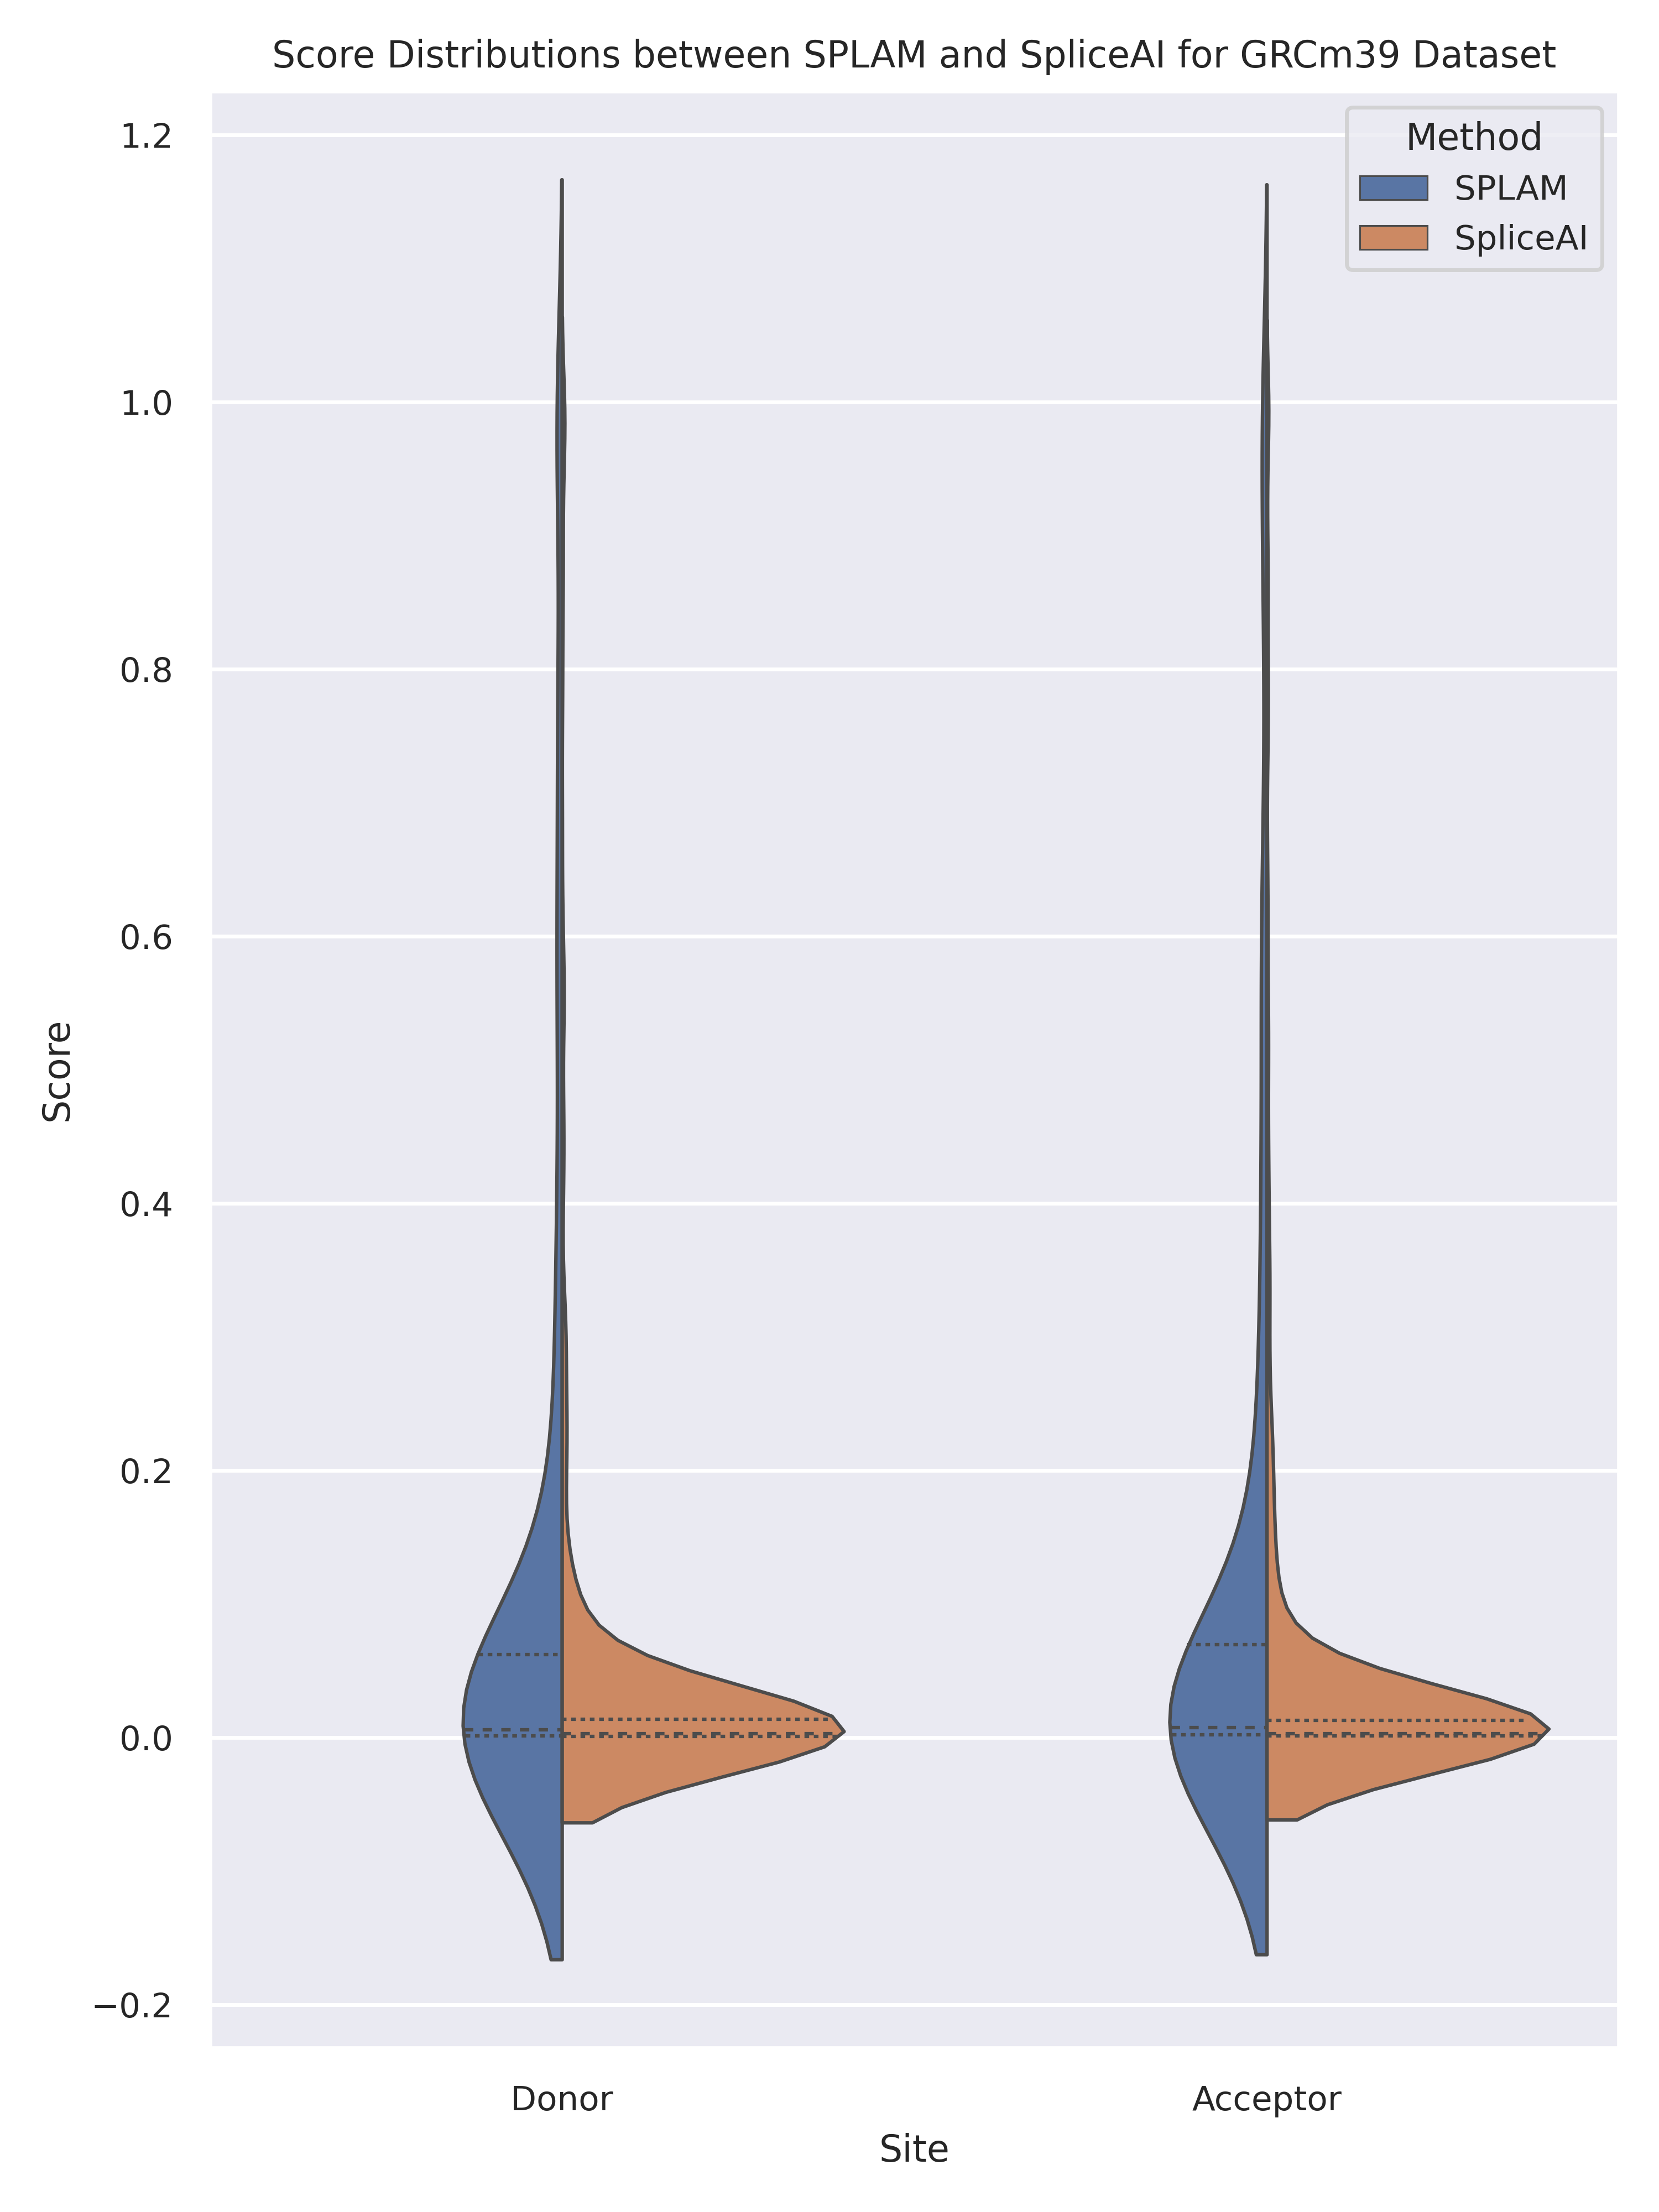 Score Distributions between SPLAM and SpliceAI for GRCm39 Dataset
Method
SPLAM
SpliceAI
1.2
1.0
0.8
0.6
0.4
0.2
0.0
−0.2
Score
Donor
Acceptor
Site